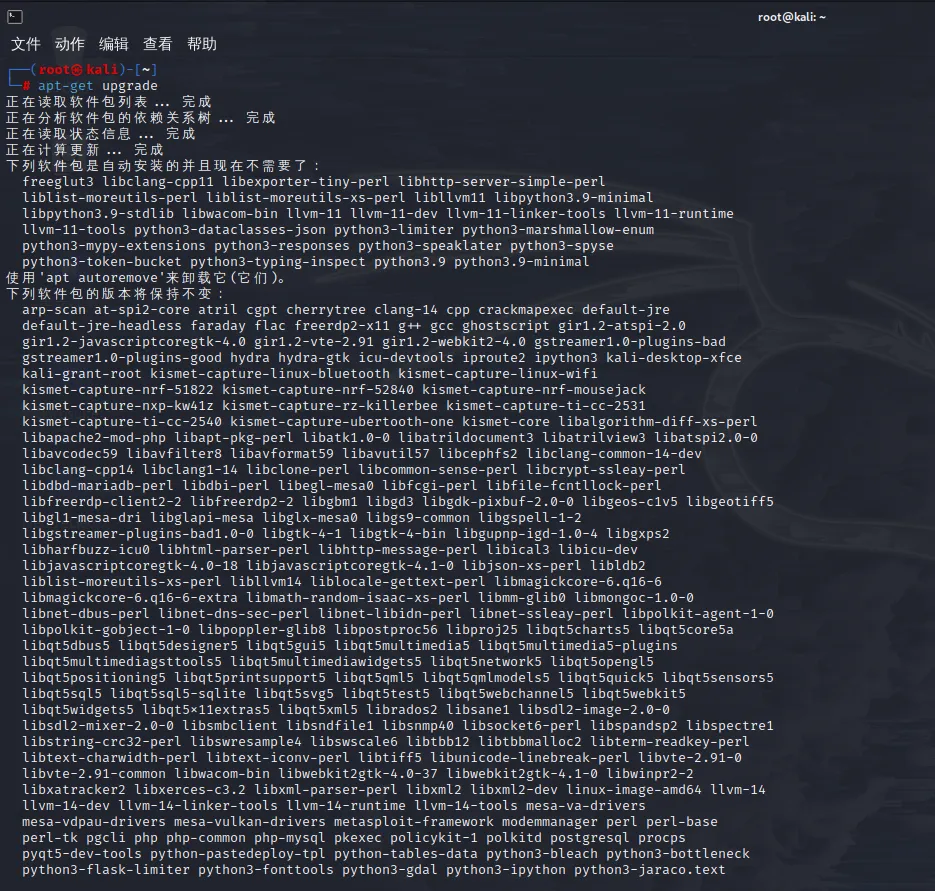 root@kali: ~
文件 动作 编辑 查看 帮助
┌──(root㉿kali)-[~]
└─# apt-get upgrade
正在读取软件包列表... 完成
正在分析软件包的依赖关系树... 完成
正在读取状态信息... 完成
正在计算更新... 完成
下列软件包是自动安装的并且现在不需要了：
freeglut3 libclang-cpp11 libexporter-tiny-perl libhttp-server-simple-perl
liblist-moreutils-perl liblist-moreutils-xs-perl libllvm11 libpython3.9-minimal
libpython3.9-stdlib libwacom-bin llvm-11 llvm-11-dev llvm-11-linker-tools llvm-11-runtime
llvm-11-tools python3-dataclasses-json python3-limiter python3-marshmallow-enum
python3-mypy-extensions python3-responses python3-speaklater python3-spyse
python3-token-bucket python3-typing-inspect python3.9 python3.9-minimal
使用'apt autoremove'来卸载它(它们)。
下列软件包的版本将保持不变：
arp-scan at-spi2-core atril cgpt cherrytree clang-14 cpp crackmapexec default-jre
default-jre-headless faraday flac freerdp2-x11 g++ gcc ghostscript gir1.2-atspi-2.0
gir1.2-javascriptcoregtk-4.0 gir1.2-vte-2.91 gir1.2-webkit2-4.0 gstreamer1.0-plugins-bad
gstreamer1.0-plugins-good hydra hydra-gtk icu-devtools iproute2 ipython3 kali-desktop-xfce
kali-grant-root kismet-capture-linux-bluetooth kismet-capture-linux-wifi
kismet-capture-nrf-51822 kismet-capture-nrf-52840 kismet-capture-nrf-mousejack
kismet-capture-nxp-kw41z kismet-capture-rz-killerbee kismet-capture-ti-cc-2531
kismet-capture-ti-cc-2540 kismet-capture-ubertooth-one kismet-core libalgorithm-diff-xs-perl
libapache2-mod-php libapt-pkg-perl libatk1.0-0 libatrildocument3 libatrilview3 libatspi2.0-0
libavcodec59 libavfilter8 libavformat59 libavutil57 libcephfs2 libclang-common-14-dev
libclang-cpp14 libclang1-14 libclone-perl libcommon-sense-perl libcrypt-ssleay-perl
libdbd-mariadb-perl libdbi-perl libegl-mesa0 libfcgi-perl libfile-fcntllock-perl
libfreerdp-client2-2 libfreerdp2-2 libgbm1 libgd3 libgdk-pixbuf-2.0-0 libgeos-c1v5 libgeotiff5
libgl1-mesa-dri libglapi-mesa libglx-mesa0 libgs9-common libgspell-1-2
libgstreamer-plugins-bad1.0-0 libgtk-4-1 libgtk-4-bin libgupnp-igd-1.0-4 libgxps2
libharfbuzz-icu0 libhtml-parser-perl libhttp-message-perl libical3 libicu-dev
libjavascriptcoregtk-4.0-18 libjavascriptcoregtk-4.1-0 libjson-xs-perl libldb2
liblist-moreutils-xs-perl libllvm14 liblocale-gettext-perl libmagickcore-6.q16-6
libmagickcore-6.q16-6-extra libmath-random-isaac-xs-perl libmm-glib0 libmongoc-1.0-0
libnet-dbus-perl libnet-dns-sec-perl libnet-libidn-perl libnet-ssleay-perl libpolkit-agent-1-0
libpolkit-gobject-1-0 libpoppler-glib8 libpostproc56 libproj25 libqt5charts5 libqt5core5a
libqt5dbus5 libqt5designer5 libqt5gui5 libqt5multimedia5 libqt5multimedia5-plugins
libqt5multimediagsttools5 libqt5multimediawidgets5 libqt5network5 libqt5opengl5
libqt5positioning5 libqt5printsupport5 libqt5qml5 libqt5qmlmodels5 libqt5quick5 libqt5sensors5
libqt5sql5 libqt5sql5-sqlite libqt5svg5 libqt5test5 libqt5webchannel5 libqt5webkit5
libqt5widgets5 libqt5×11extras5 libqt5xml5 librados2 libsane1 libsdl2-image-2.0-0
libsdl2-mixer-2.0-0 libsmbclient libsndfile1 libsnmp40 libsocket6-perl libspandsp2 libspectre1
libstring-crc32-perl libswresample4 libswscale6 libtbb12 libtbbmalloc2 libterm-readkey-perl
libtext-charwidth-perl libtext-iconv-perl libtiff5 libunicode-linebreak-perl libvte-2.91-0
libvte-2.91-common libwacom-bin libwebkit2gtk-4.0-37 libwebkit2gtk-4.1-0 libwinpr2-2
libxatracker2 libxerces-c3.2 libxml-parser-perl libxml2 libxml2-dev linux-image-amd64 llvm-14
llvm-14-dev llvm-14-linker-tools llvm-14-runtime llvm-14-tools mesa-va-drivers
mesa-vdpau-drivers mesa-vulkan-drivers metasploit-framework modemmanager perl perl-base
perl-tk pgcli php php-common php-mysql pkexec policykit-1 polkitd postgresql procps
pyqt5-dev-tools python-pastedeploy-tpl python-tables-data python3-bleach python3-bottleneck
python3-flask-limiter python3-fonttools python3-gdal python3-ipython python3-jaraco.text